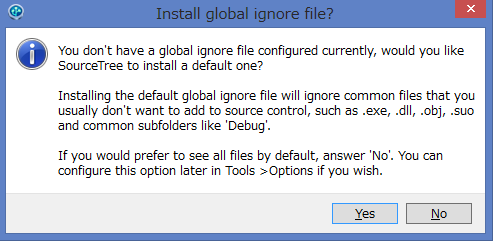 Install global ignore file?
You don't have a global ignore file configured currently, would you like
SourceTree to install a default one?
Installing the default global ignore file will ignore common files that you
usually don't want to add to source control, such as .exe, .dll, .obj, .suo
and common subfolders like 'Debug'.
If you would prefer to see all files by default, answer 'No'. You can
configure this option later in Tools >Options if you wish.
Yes
No